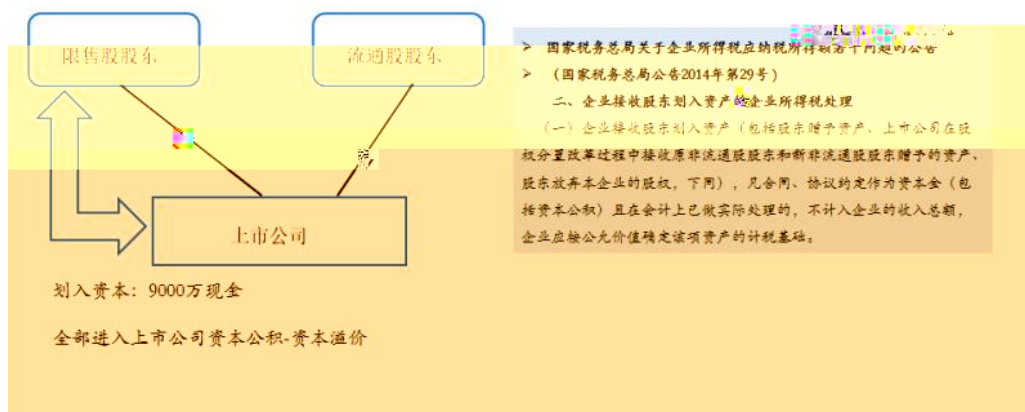 限售股股东
流通股股东
上市公司
划入资本：9000万现金
全部进入上市公司资本公积-资本溢价
➢ 国家税务总局关于企业所得税应纳税所得额若干问题的公告
➢ （国家税务总局公告2014年第29号）
二、企业接收股东划入资产的企业所得税处理
（一）企业接收股东划入资产（包括股东赠予资产、上市公司在股
权分置改革过程中接收原非流通股股东和新非流通股股东赠予的资产、
股东放弃本企业的股权，下同），凡合同、协议约定作为资本金（包
括资本公积）且在会计上已做实际处理的，不计入企业的收入总额，
企业应按公允价值确定该项资产的计税基础。